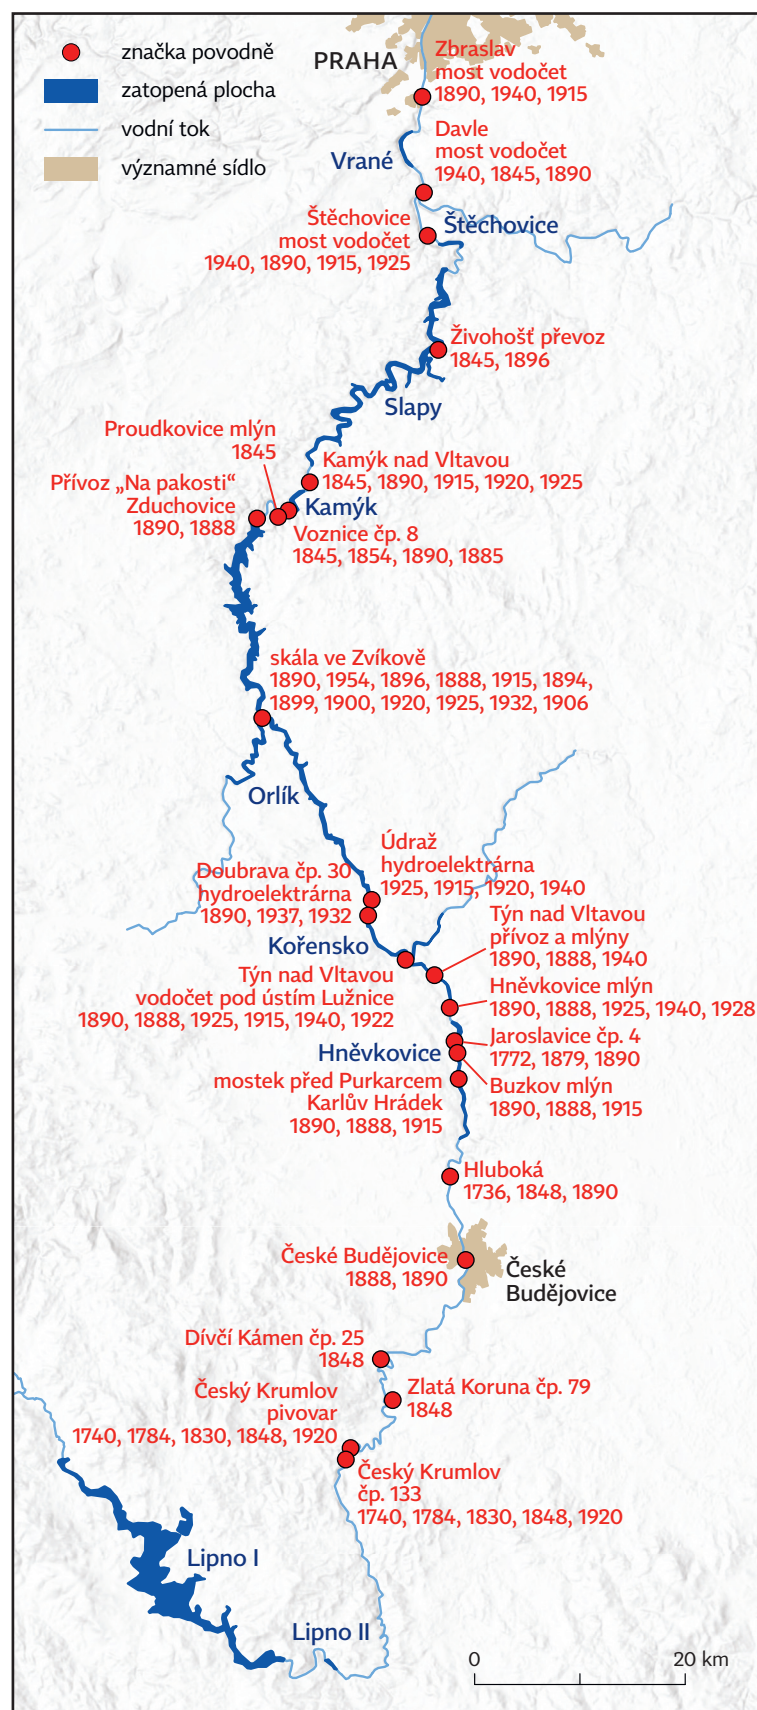 značka povodně
zatopená plocha
vodní tok
významné sídlo
PRAHA
Zbraslav
most vodočet
1890, 1940, 1915
Davle
most vodočet
1940, 1845, 1890
Vrané
Štěchovice
most vodočet
1940, 1890, 1915, 1925
Štěchovice
Živohošť převoz
1845, 1896
Slapy
Proudkovice mlýn
1845
Kamýk nad Vltavou
1845, 1890, 1915, 1920, 1925
Přívoz „Na pakosti“
Zduchovice
1890, 1888
Kamýk
Voznice čp. 8
1845, 1854, 1890, 1885
skála ve Zvíkově
1890, 1954, 1896, 1888, 1915, 1894,
1899, 1900, 1920, 1925, 1932, 1906
Orlík
Údraž
hydroelektrárna
1925, 1915, 1920, 1940
Doubrava čp. 30
hydroelektrárna
1890, 1937, 1932
Kořensko
Týn nad Vltavou
přívoz a mlýny
1890, 1888, 1940
Týn nad Vltavou
vodočet pod ústím Lužnice
1890, 1888, 1925, 1915, 1940, 1922
Hněvkovice mlýn
1890, 1888, 1925, 1940, 1928
Jaroslavice čp. 4
1772, 1879, 1890
Hněvkovice
Buzkov mlýn
1890, 1888, 1915
mostek před Purkarcem
Karlův Hrádek
1890, 1888, 1915
Hluboká
1736, 1848, 1890
České Budějovice
1888, 1890
České
Budějovice
Dívčí Kámen čp. 25
1848
Zlatá Koruna čp. 79
1848
Český Krumlov
pivovar
1740, 1784, 1830, 1848, 1920
Český Krumlov
čp. 133
1740, 1784, 1830, 1848, 1920
Lipno I
Lipno II
0
20 km